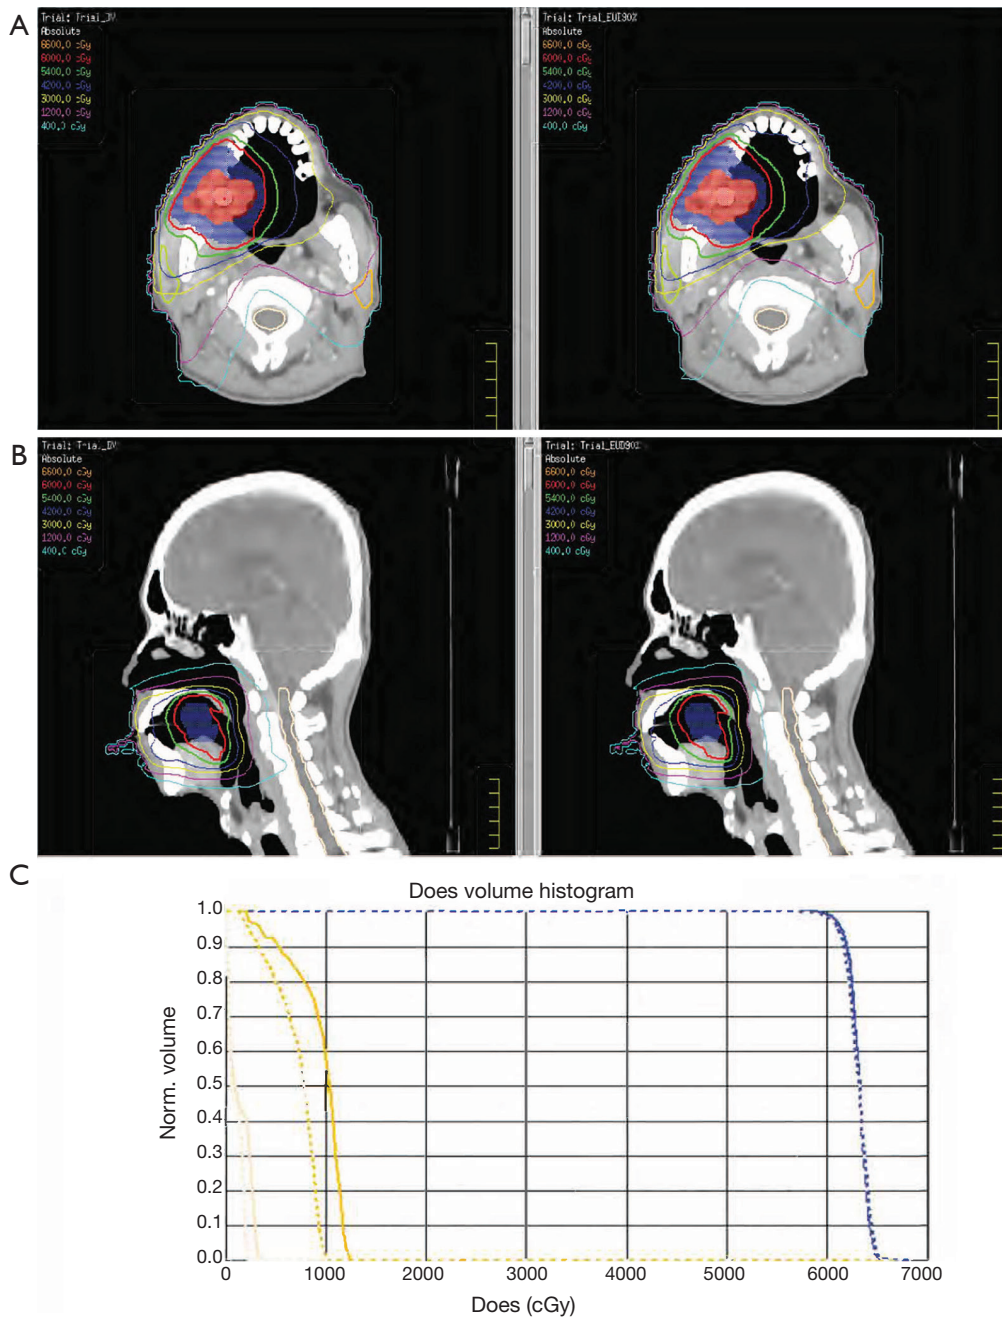 A
Trial: Trial_DV
Absolute
6600.0 cGy
6000.0 cGy
5400.0 cGy
4200.0 cGy
3000.0 cGy
1200.0 cGy
400.0 cGy
Trial: Trial_EUD90%
Absolute
6600.0 cGy
6000.0 cGy
5400.0 cGy
4200.0 cGy
3000.0 cGy
1200.0 cGy
400.0 cGy
B
Trial: Trial_DV
Absolute
6600.0 cGy
6000.0 cGy
5400.0 cGy
4200.0 cGy
3000.0 cGy
1200.0 cGy
400.0 cGy
Trial: Trial_EUD90%
Absolute
6600.0 cGy
6000.0 cGy
5400.0 cGy
4200.0 cGy
3000.0 cGy
1200.0 cGy
400.0 cGy
C
Does volume histogram
Norm. volume
1.0
0.9
0.8
0.7
0.6
0.5
0.4
0.3
0.2
0.1
0.0
0 1000 2000 3000 4000 5000 6000 7000
Does (cGy)